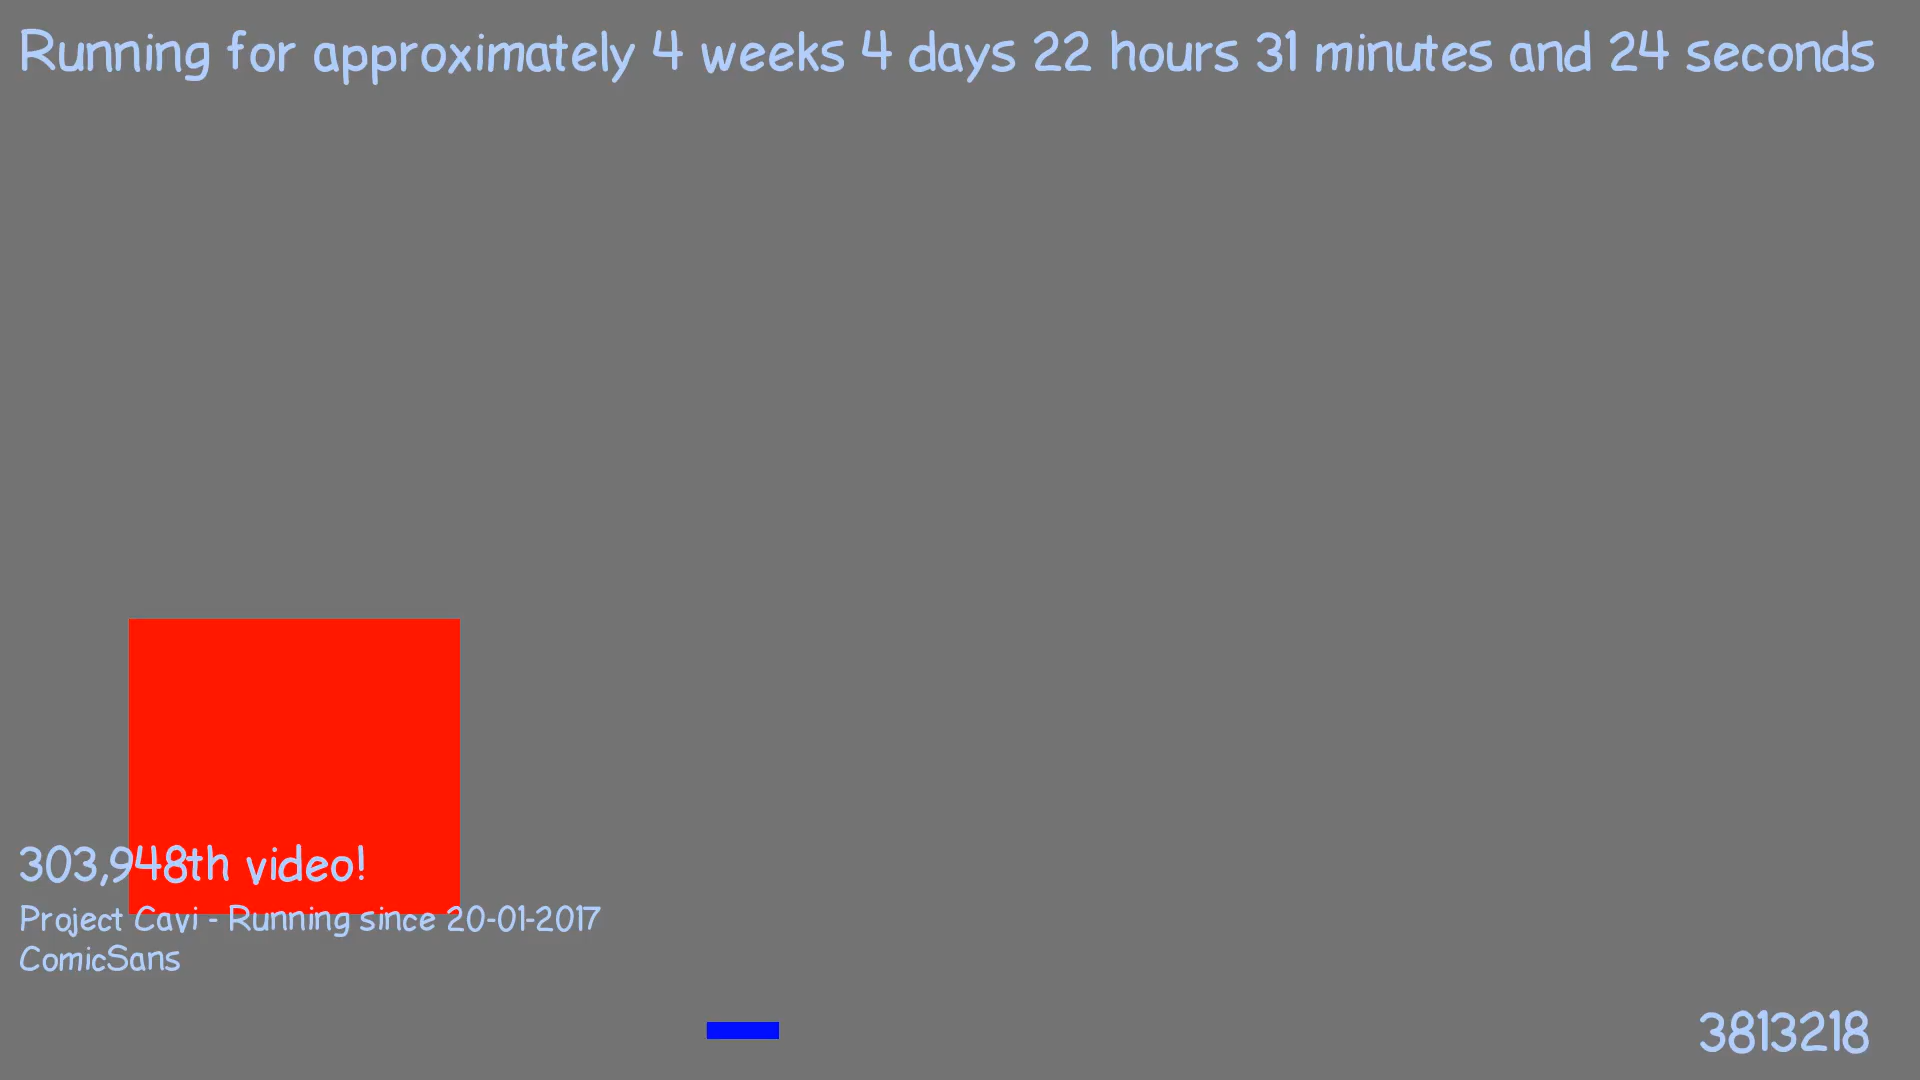 Running for approximately 4 weeks 4 days 22 hours 31 minutes and 24 seconds
303,948th video!
Project Cavi - Running since 20-01-2017
ComicSans
3813218